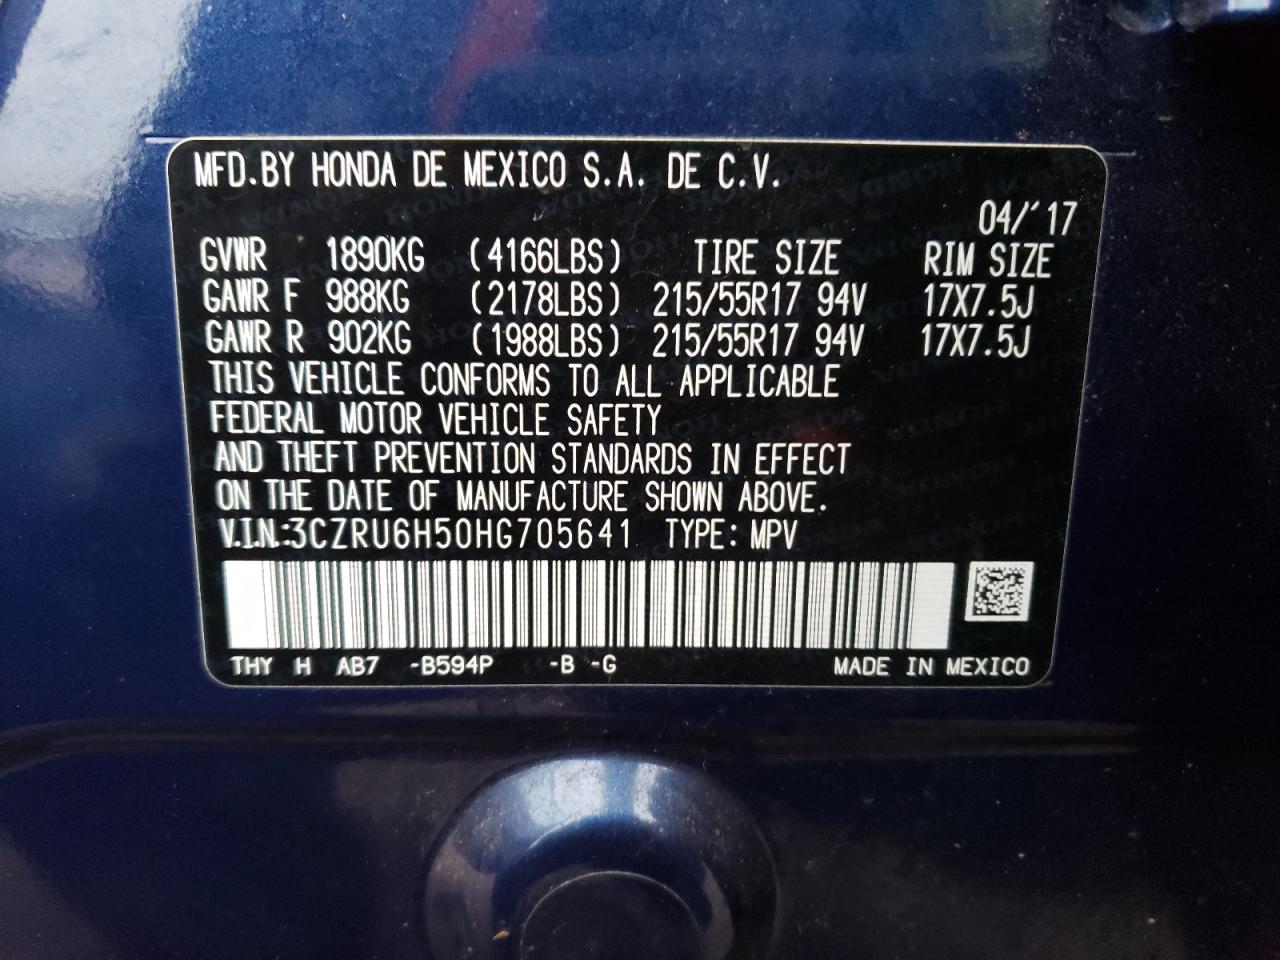 MFD.BY HONDA DE MEXICO S.A. DE C.V.
04/'17
GVWR 1890KG (4166LBS) TIRE SIZE RIM SIZE
GAWR F 988KG (2178LBS) 215/55R17 94V 17X7.5J
GAWR R 902KG (1988LBS) 215/55R17 94V 17X7.5J
THIS VEHICLE CONFORMS TO ALL APPLICABLE
FEDERAL MOTOR VEHICLE SAFETY
AND THEFT PREVENTION STANDARDS IN EFFECT
ON THE DATE OF MANUFACTURE SHOWN ABOVE.
V.I.N.:3CZRU6H50HG705641 TYPE: MPV
THY H AB7 -B594P -B -G MADE IN MEXICO